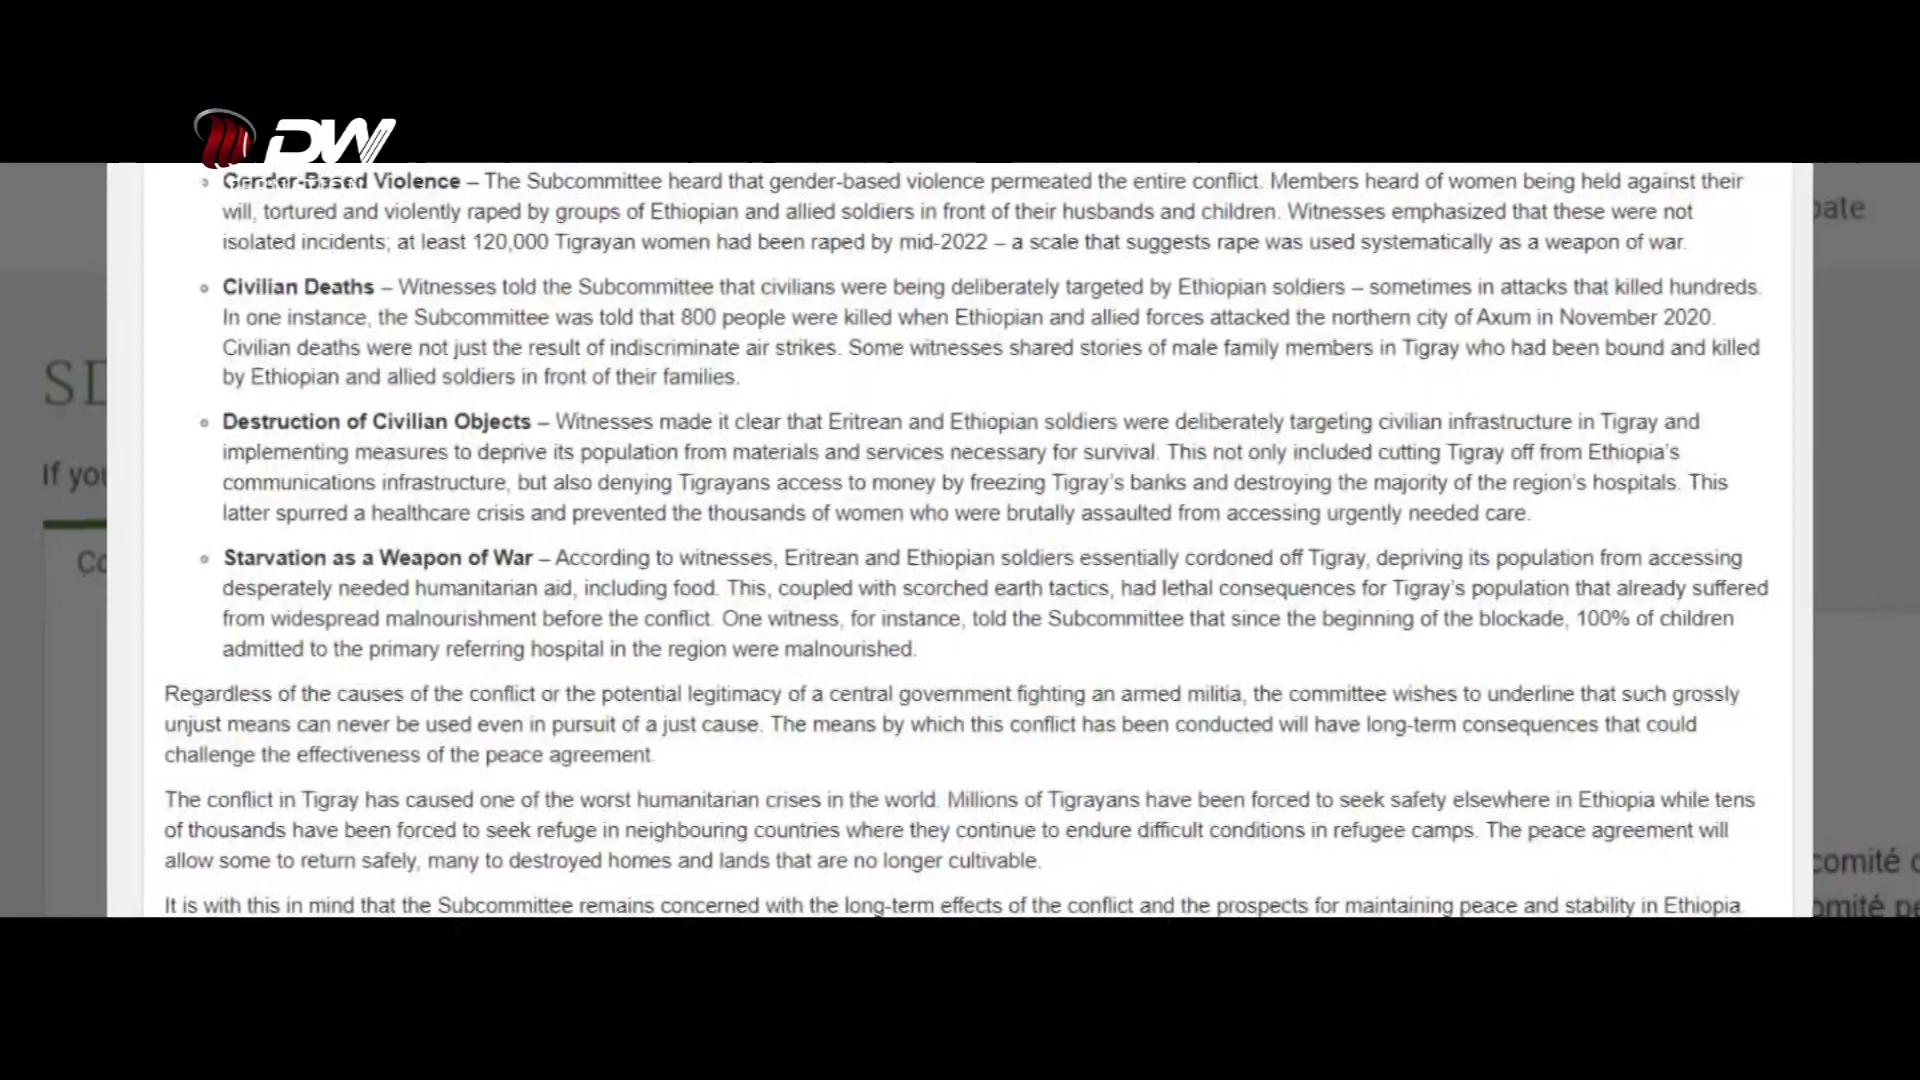 DW
Gender-Based Violence – The Subcommittee heard that gender-based violence permeated the entire conflict. Members heard of women being held against their
will, tortured and violently raped by groups of Ethiopian and allied soldiers in front of their husbands and children. Witnesses emphasized that these were not
isolated incidents; at least 120,000 Tigrayan women had been raped by mid-2022 – a scale that suggests rape was used systematically as a weapon of war.
Civilian Deaths – Witnesses told the Subcommittee that civilians were being deliberately targeted by Ethiopian soldiers – sometimes in attacks that killed hundreds.
In one instance, the Subcommittee was told that 800 people were killed when Ethiopian and allied forces attacked the northern city of Axum in November 2020.
Civilian deaths were not just the result of indiscriminate air strikes. Some witnesses shared stories of male family members in Tigray who had been bound and killed
by Ethiopian and allied soldiers in front of their families.
Destruction of Civilian Objects – Witnesses made it clear that Eritrean and Ethiopian soldiers were deliberately targeting civilian infrastructure in Tigray and
implementing measures to deprive its population from materials and services necessary for survival. This not only included cutting Tigray off from Ethiopia's
communications infrastructure, but also denying Tigrayans access to money by freezing Tigray's banks and destroying the majority of the region's hospitals. This
latter spurred a healthcare crisis and prevented the thousands of women who were brutally assaulted from accessing urgently needed care.
Starvation as a Weapon of War – According to witnesses, Eritrean and Ethiopian soldiers essentially cordoned off Tigray, depriving its population from accessing
desperately needed humanitarian aid, including food. This, coupled with scorched earth tactics, had lethal consequences for Tigray's population that already suffered
from widespread malnourishment before the conflict. One witness, for instance, told the Subcommittee that since the beginning of the blockade, 100% of children
admitted to the primary referring hospital in the region were malnourished.
Regardless of the causes of the conflict or the potential legitimacy of a central government fighting an armed militia, the committee wishes to underline that such grossly
unjust means can never be used even in pursuit of a just cause. The means by which this conflict has been conducted will have long-term consequences that could
challenge the effectiveness of the peace agreement.
The conflict in Tigray has caused one of the worst humanitarian crises in the world. Millions of Tigrayans have been forced to seek safety elsewhere in Ethiopia while tens
of thousands have been forced to seek refuge in neighbouring countries where they continue to endure difficult conditions in refugee camps. The peace agreement will
allow some to return safely, many to destroyed homes and lands that are no longer cultivable.
It is with this in mind that the Subcommittee remains concerned with the long-term effects of the conflict and the prospects for maintaining peace and stability in Ethiopia.
If
comité